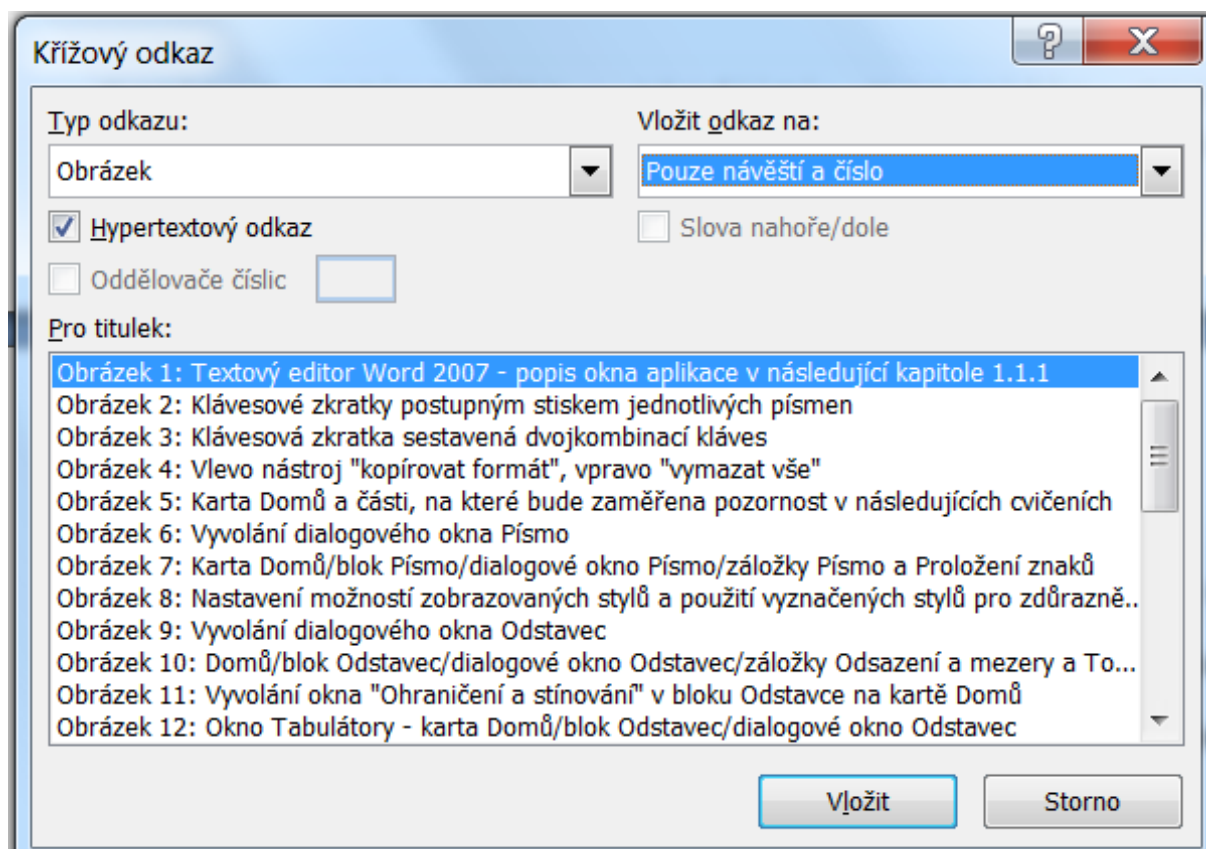 Křížový odkaz
Typ odkazu:
Vložit odkaz na:
Obrázek
Pouze návěští a číslo
Hypertextový odkaz
Slova nahoře/dole
Oddělovače číslic
Pro titulek:
Obrázek 1: Textový editor Word 2007 - popis okna aplikace v následující kapitole 1.1.1
Obrázek 2: Klávesové zkratky postupným stiskem jednotlivých písmen
Obrázek 3: Klávesová zkratka sestavená dvojkombinací kláves
Obrázek 4: Vlevo nástroj "kopírovat formát", vpravo "vymazat vše"
Obrázek 5: Karta Domů a části, na které bude zaměřena pozornost v následujících cvičeních
Obrázek 6: Vyvolání dialogového okna Písmo
Obrázek 7: Karta Domů/blok Písmo/dialogové okno Písmo/záložky Písmo a Proložení znaků
Obrázek 8: Nastavení možností zobrazovaných stylů a použití vyznačených stylů pro zdůrazně..
Obrázek 9: Vyvolání dialogového okna Odstavec
Obrázek 10: Domů/blok Odstavec/dialogové okno Odstavec/záložky Odsazení a mezery a To...
Obrázek 11: Vyvolání okna "Ohraničení a stínování" v bloku Odstavce na kartě Domů
Obrázek 12: Okno Tabulátory - karta Domů/blok Odstavec/dialogové okno Odstavec
Vložit
Storno